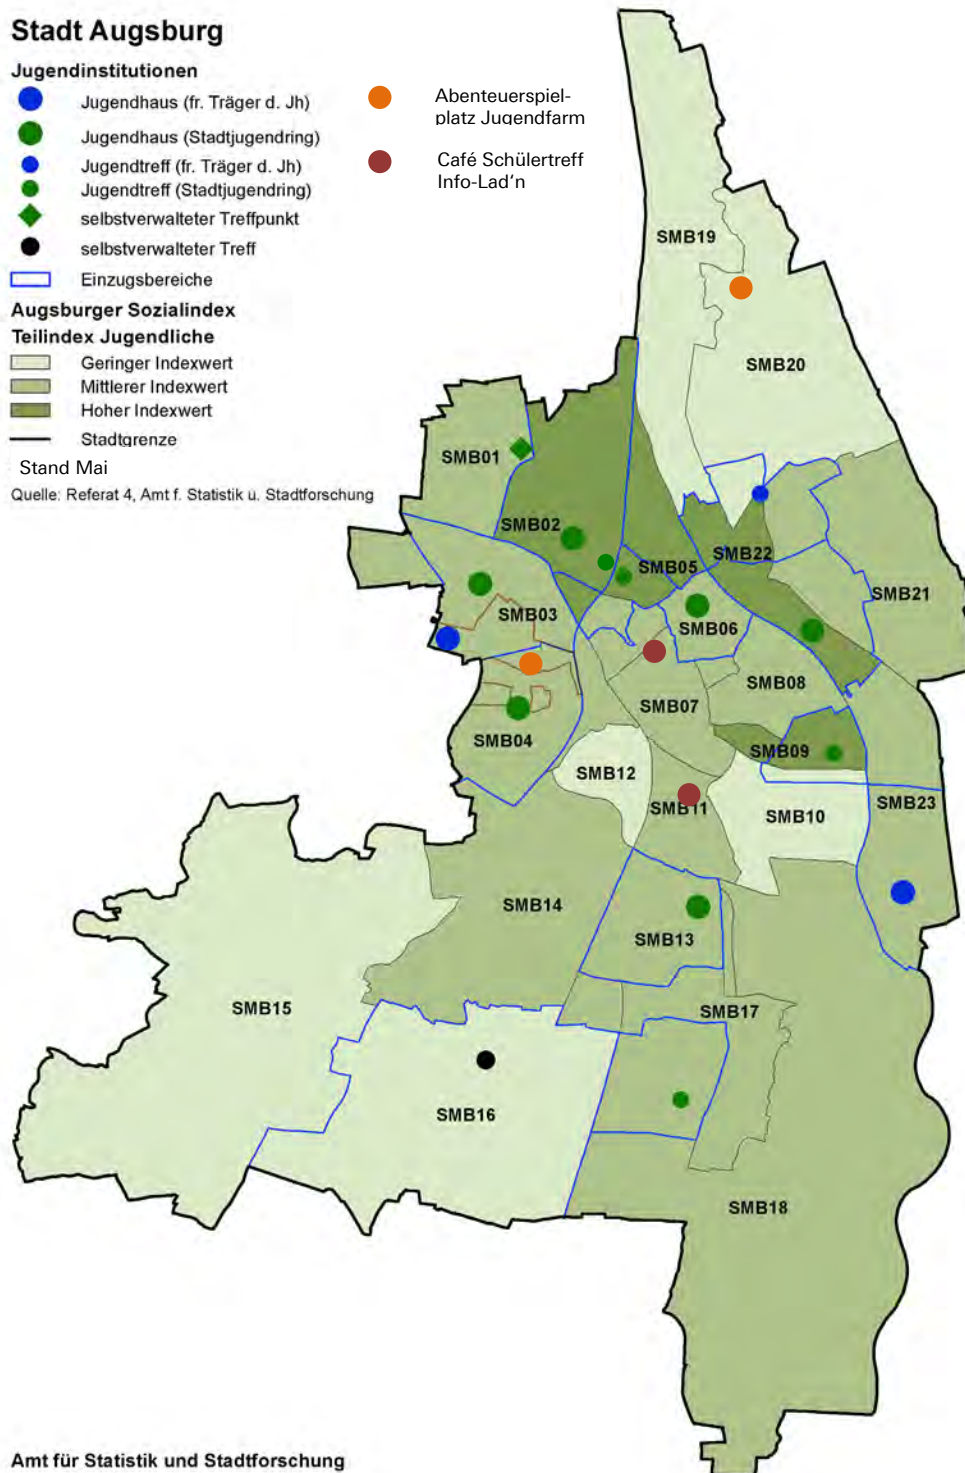 Stadt Augsburg
Jugendinstitutionen
Jugendhaus (fr. Träger d. Jh)
Jugendhaus (Stadtjugendring)
Jugendtreff (fr. Träger d. Jh)
Jugendtreff (Stadtjugendring)
selbstverwalteter Treffpunkt
selbstverwalteter Treff
Einzugsbereiche
Augsburger Sozialindex
Teilindex Jugendliche
Geringer Indexwert
Mittlerer Indexwert
Hoher Indexwert
Stadtgrenze
Stand Mai
Quelle: Referat 4, Amt f. Statistik u. Stadtforschung
Abenteuerspiel-
platz Jugendfarm
Café Schülertreff
Info-Lad'n
SMB19
SMB20
SMB01
SMB02
SMB05
SMB22
SMB21
SMB03
SMB06
SMB08
SMB07
SMB04
SMB09
SMB12
SMB11
SMB10
SMB23
SMB14
SMB13
SMB15
SMB17
SMB16
SMB18
Amt für Statistik und Stadtforschung